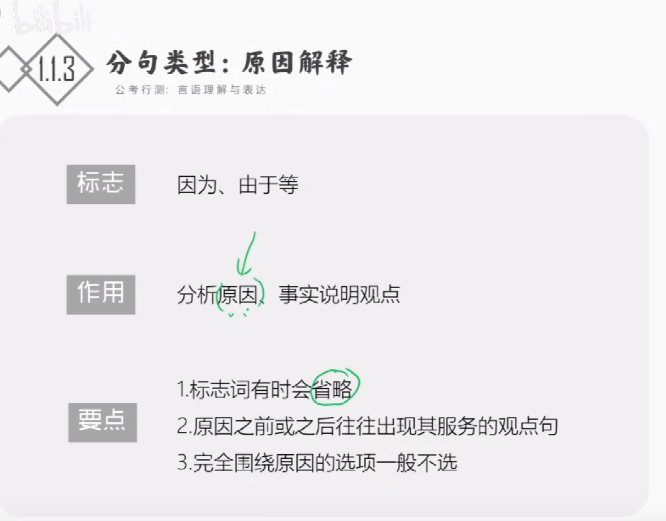 bilibili
1.1.3
分句类型：原因解释
公考行测：言语理解与表达
标志
因为、由于等
作用
分析原因、事实说明观点
要点
1.标志词有时会省略
2.原因之前或之后往往出现其服务的观点句
3.完全围绕原因的选项一般不选